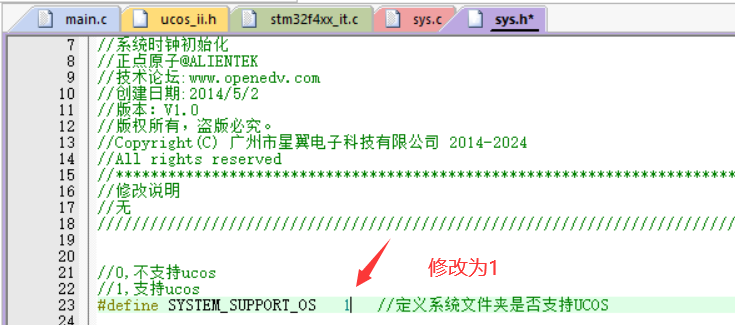 main.c ucos_ii.h stm32f4xx_it.c sys.c sys.h*
7 //系统时钟初始化
8 //正点原子@ALIENTEK
9 //技术论坛:www.openedv.com
10 //创建日期:2014/5/2
11 //版本：V1.0
12 //版权所有，盗版必究。
13 //Copyright(C) 广州市星翼电子科技有限公司 2014-2024
14 //All rights reserved
15 //********************************************************************************
16 //修改说明
17 //无
18 ////////////////////////////////////////////////////////////////////////////////
19
20
21 //0,不支持ucos
22 //1,支持ucos
修改为1
23 #define SYSTEM_SUPPORT_OS 1 //定义系统文件夹是否支持UCOS
24